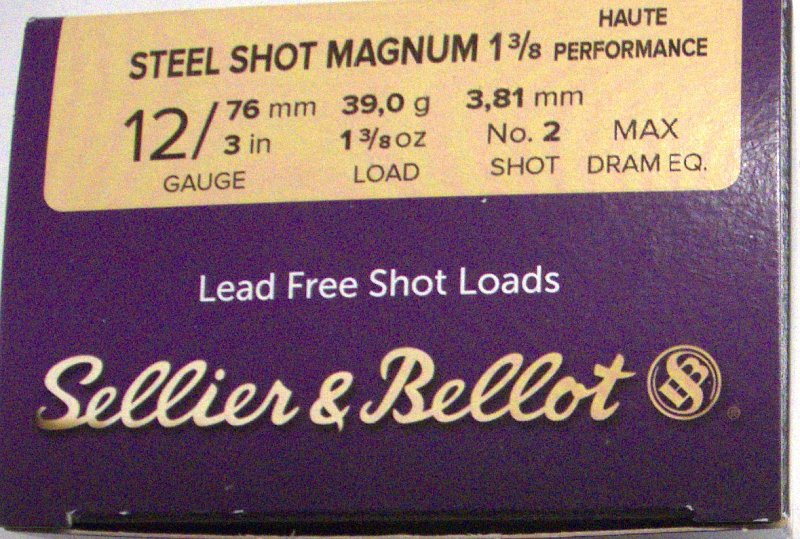 HAUTE
STEEL SHOT MAGNUM 1 3/8 PERFORMANCE
12/ 76 mm 39,0 g 3,81 mm
3 in 1 3/8 oz No. 2 MAX
GAUGE LOAD SHOT DRAM EQ.
Lead Free Shot Loads
Sellier & Bellot S&B ®